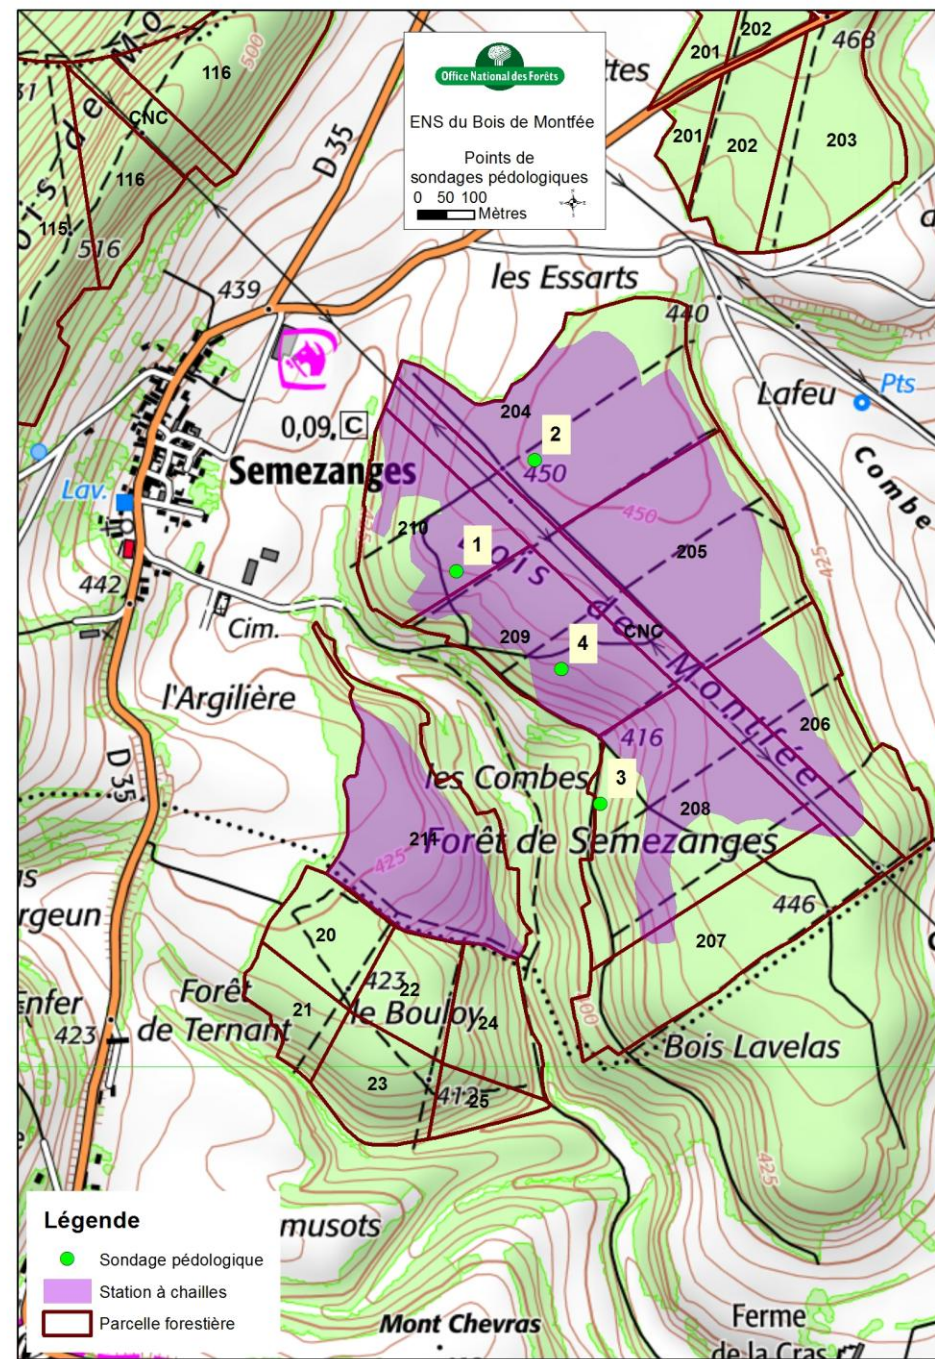 Office National des Forêts
ENS du Bois de Montfée
Points de
sondages pédologiques
0 50 100
Mètres
116
500
CNC
116
115
516
D 35
439
201
202
468
201
202
203
les Essarts
440
Lafeu
Pts
Combe
0,09. C
Semezanges
Lav.
442
Cim.
l'Argilière
D 35
204
2
450
450
210
1
205
425
Bois de Montfée
209
4
CNC
206
416
les Combes
3
208
Forêt de Semezanges
211
425
446
207
20
423
22
Forêt
de Ternant
21
le Bouloy
24
23
412
25
423
Bois Lavelas
425
Légende
Sondage pédologique
Station à chailles
Parcelle forestière
musots
Mont Chevras
Ferme
de la Cras